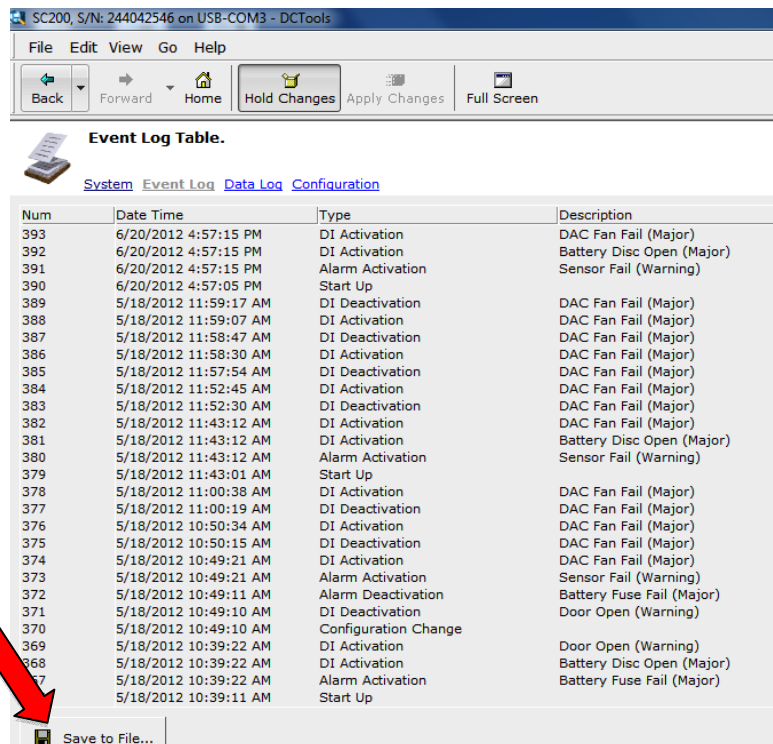 SC200, S/N: 244042546 on USB-COM3 - DCTools
File Edit View Go Help
Back Forward Home Hold Changes Apply Changes Full Screen
Event Log Table.
System Event Log Data Log Configuration
Num Date Time Type Description
393 6/20/2012 4:57:15 PM DI Activation DAC Fan Fail (Major)
392 6/20/2012 4:57:15 PM DI Activation Battery Disc Open (Major)
391 6/20/2012 4:57:15 PM Alarm Activation Sensor Fail (Warning)
390 6/20/2012 4:57:05 PM Start Up
389 5/18/2012 11:59:17 AM DI Deactivation DAC Fan Fail (Major)
388 5/18/2012 11:59:07 AM DI Activation DAC Fan Fail (Major)
387 5/18/2012 11:58:47 AM DI Deactivation DAC Fan Fail (Major)
386 5/18/2012 11:58:30 AM DI Activation DAC Fan Fail (Major)
385 5/18/2012 11:57:54 AM DI Deactivation DAC Fan Fail (Major)
384 5/18/2012 11:52:45 AM DI Activation DAC Fan Fail (Major)
383 5/18/2012 11:52:30 AM DI Deactivation DAC Fan Fail (Major)
382 5/18/2012 11:43:12 AM DI Activation DAC Fan Fail (Major)
381 5/18/2012 11:43:12 AM DI Activation Battery Disc Open (Major)
380 5/18/2012 11:43:12 AM Alarm Activation Sensor Fail (Warning)
379 5/18/2012 11:43:01 AM Start Up
378 5/18/2012 11:00:38 AM DI Activation DAC Fan Fail (Major)
377 5/18/2012 11:00:19 AM DI Deactivation DAC Fan Fail (Major)
376 5/18/2012 10:50:34 AM DI Activation DAC Fan Fail (Major)
375 5/18/2012 10:50:15 AM DI Deactivation DAC Fan Fail (Major)
374 5/18/2012 10:49:21 AM DI Activation DAC Fan Fail (Major)
373 5/18/2012 10:49:21 AM Alarm Activation Sensor Fail (Warning)
372 5/18/2012 10:49:11 AM Alarm Deactivation Battery Fuse Fail (Major)
371 5/18/2012 10:49:10 AM DI Deactivation Door Open (Warning)
370 5/18/2012 10:49:10 AM Configuration Change
369 5/18/2012 10:39:22 AM DI Activation Door Open (Warning)
368 5/18/2012 10:39:22 AM DI Activation Battery Disc Open (Major)
5/18/2012 10:39:22 AM Alarm Activation Battery Fuse Fail (Major)
5/18/2012 10:39:11 AM Start Up
Save to File...